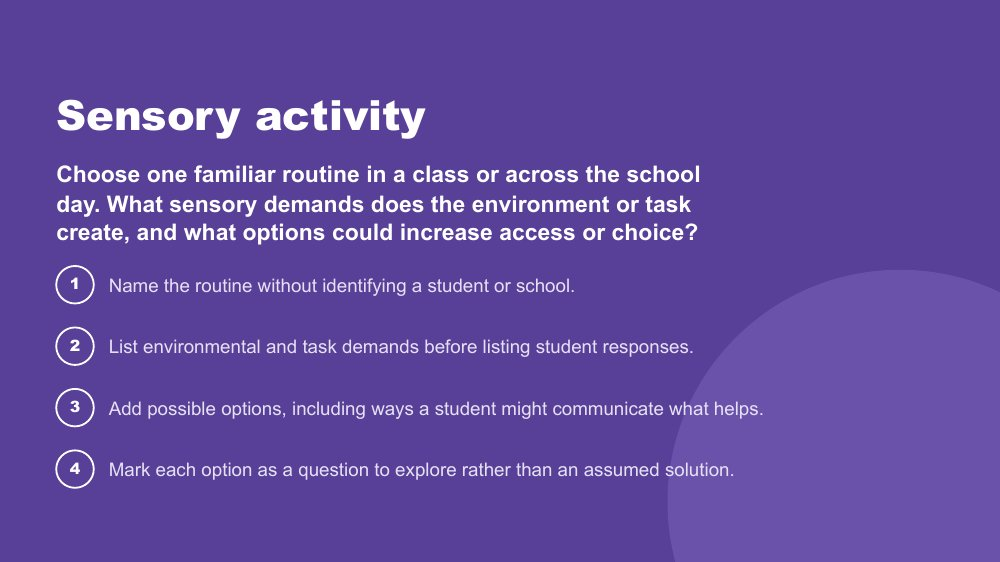 Sensory activity
Choose one familiar routine in a class or across the school
day. What sensory demands does the environment or task
create, and what options could increase access or choice?
1 Name the routine without identifying a student or school.
2 List environmental and task demands before listing student responses.
3 Add possible options, including ways a student might communicate what helps.
4 Mark each option as a question to explore rather than an assumed solution.